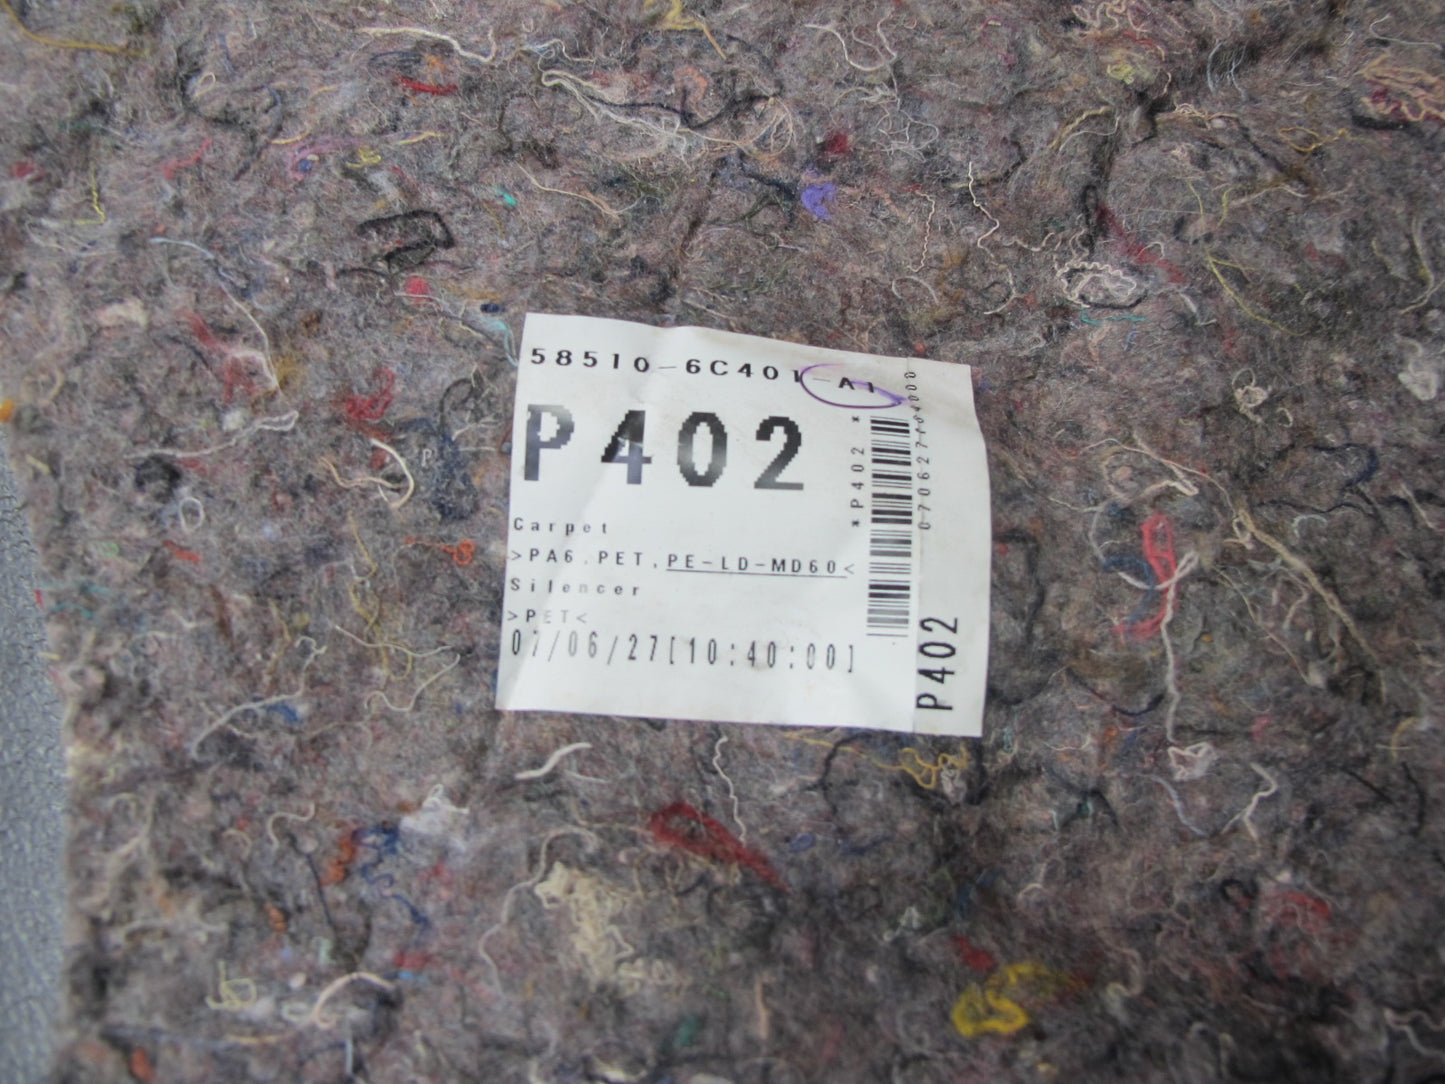 58510-6C401-A1
P402
Carpet
>PA6.PET,PE-LD-MD60<
Silencer
>PET<
07/06/27[10:40:00]
*P402 *
070627104000
P402